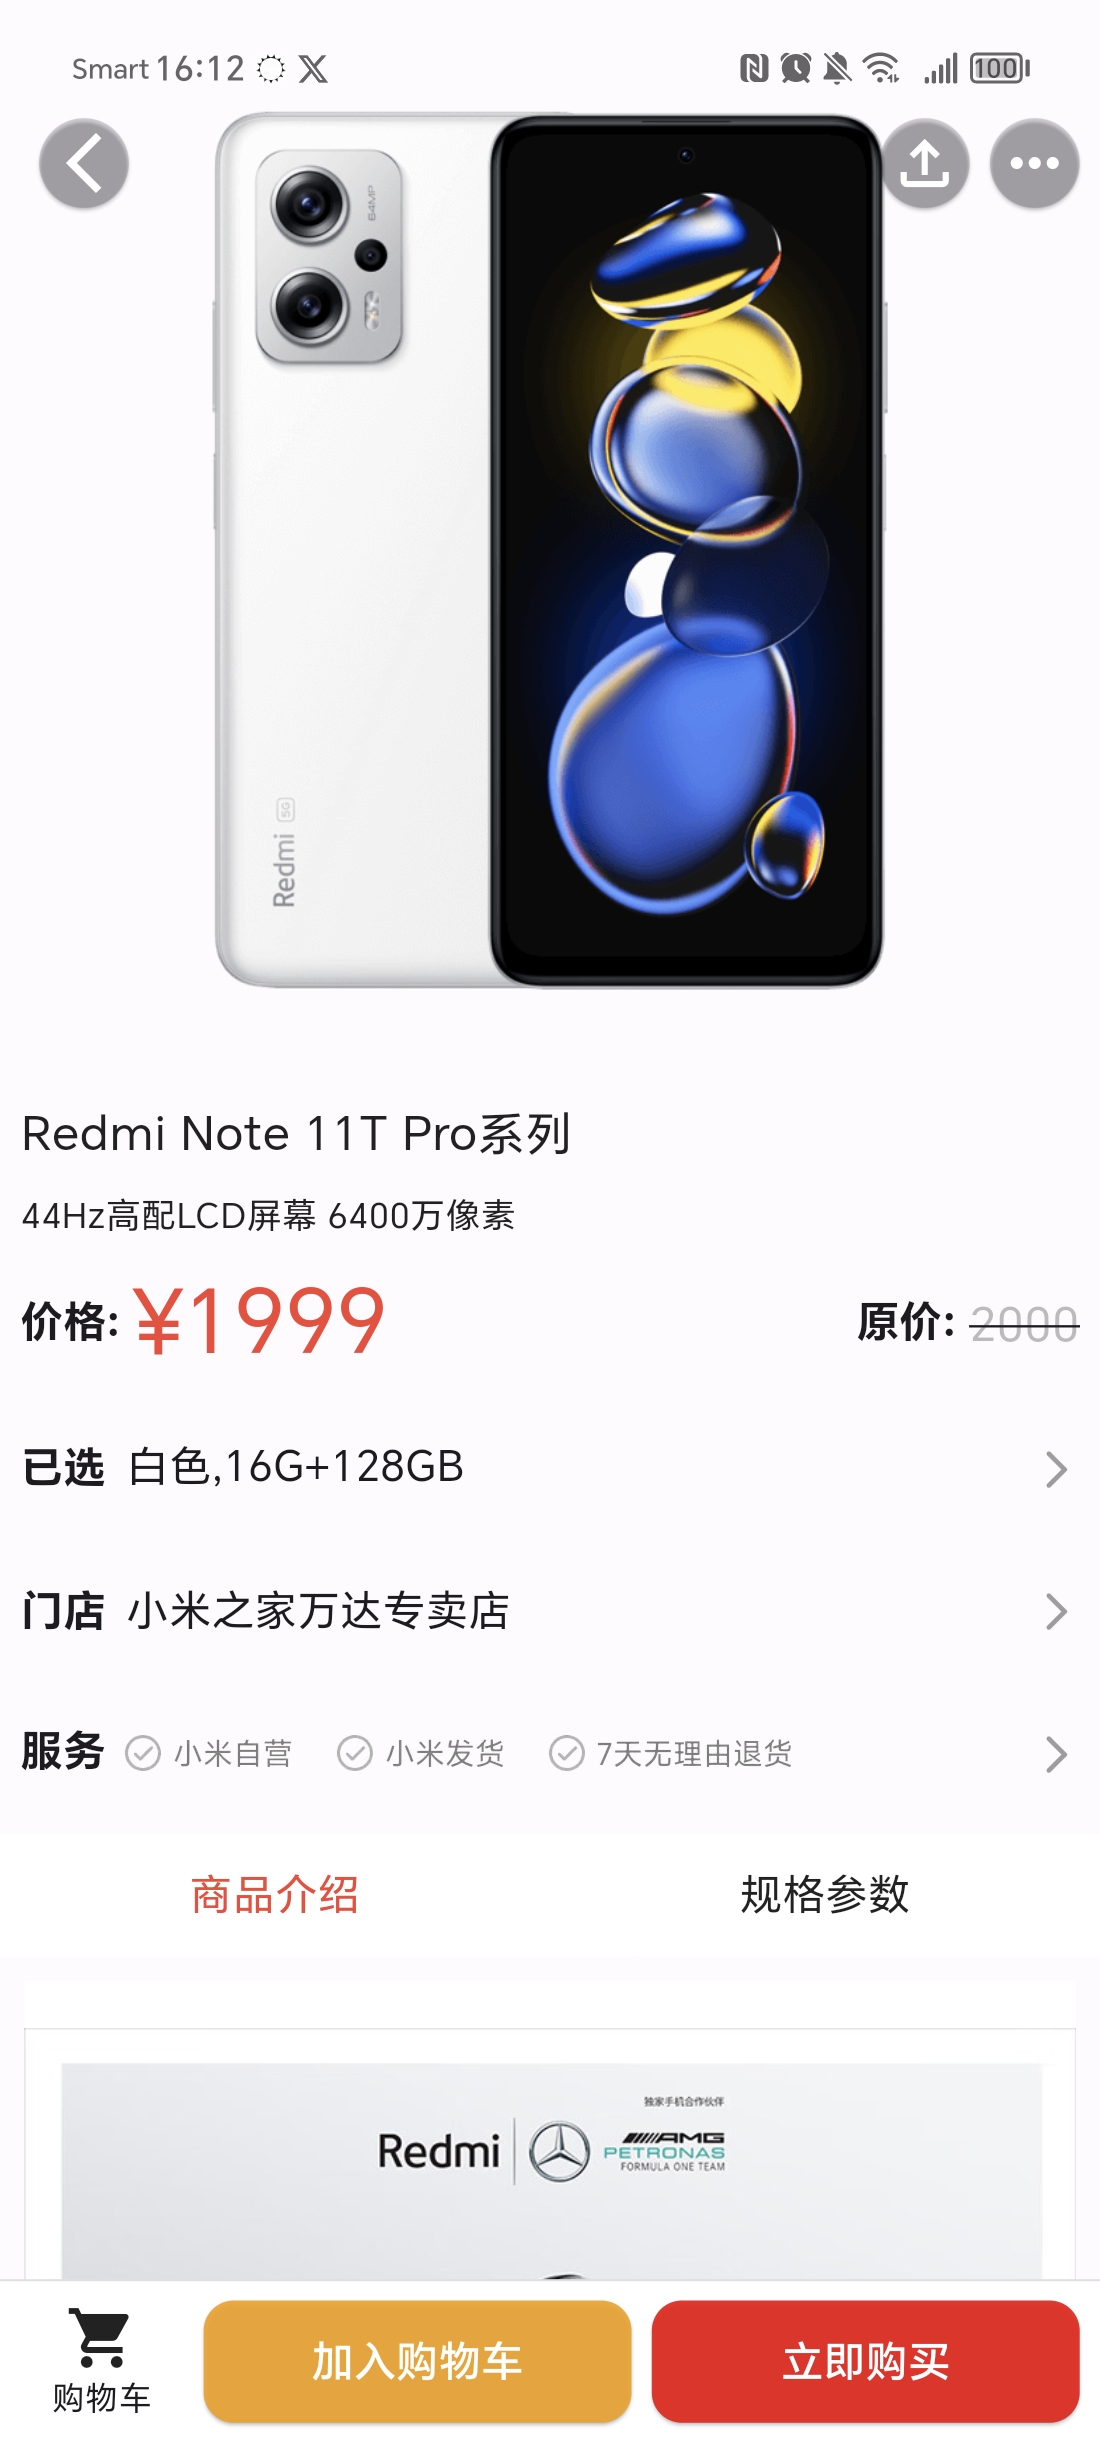 Smart 16:12
100
64MP
Redmi 5G
Redmi Note 11T Pro系列
44Hz高配LCD屏幕 6400万像素
价格: ¥1999 原价: 2000
已选 白色,16G+128GB
门店 小米之家万达专卖店
服务 小米自营 小米发货 7天无理由退货
商品介绍 规格参数
独家手机合作伙伴
Redmi AMG
PETRONAS
FORMULA ONE TEAM
购物车 加入购物车 立即购买